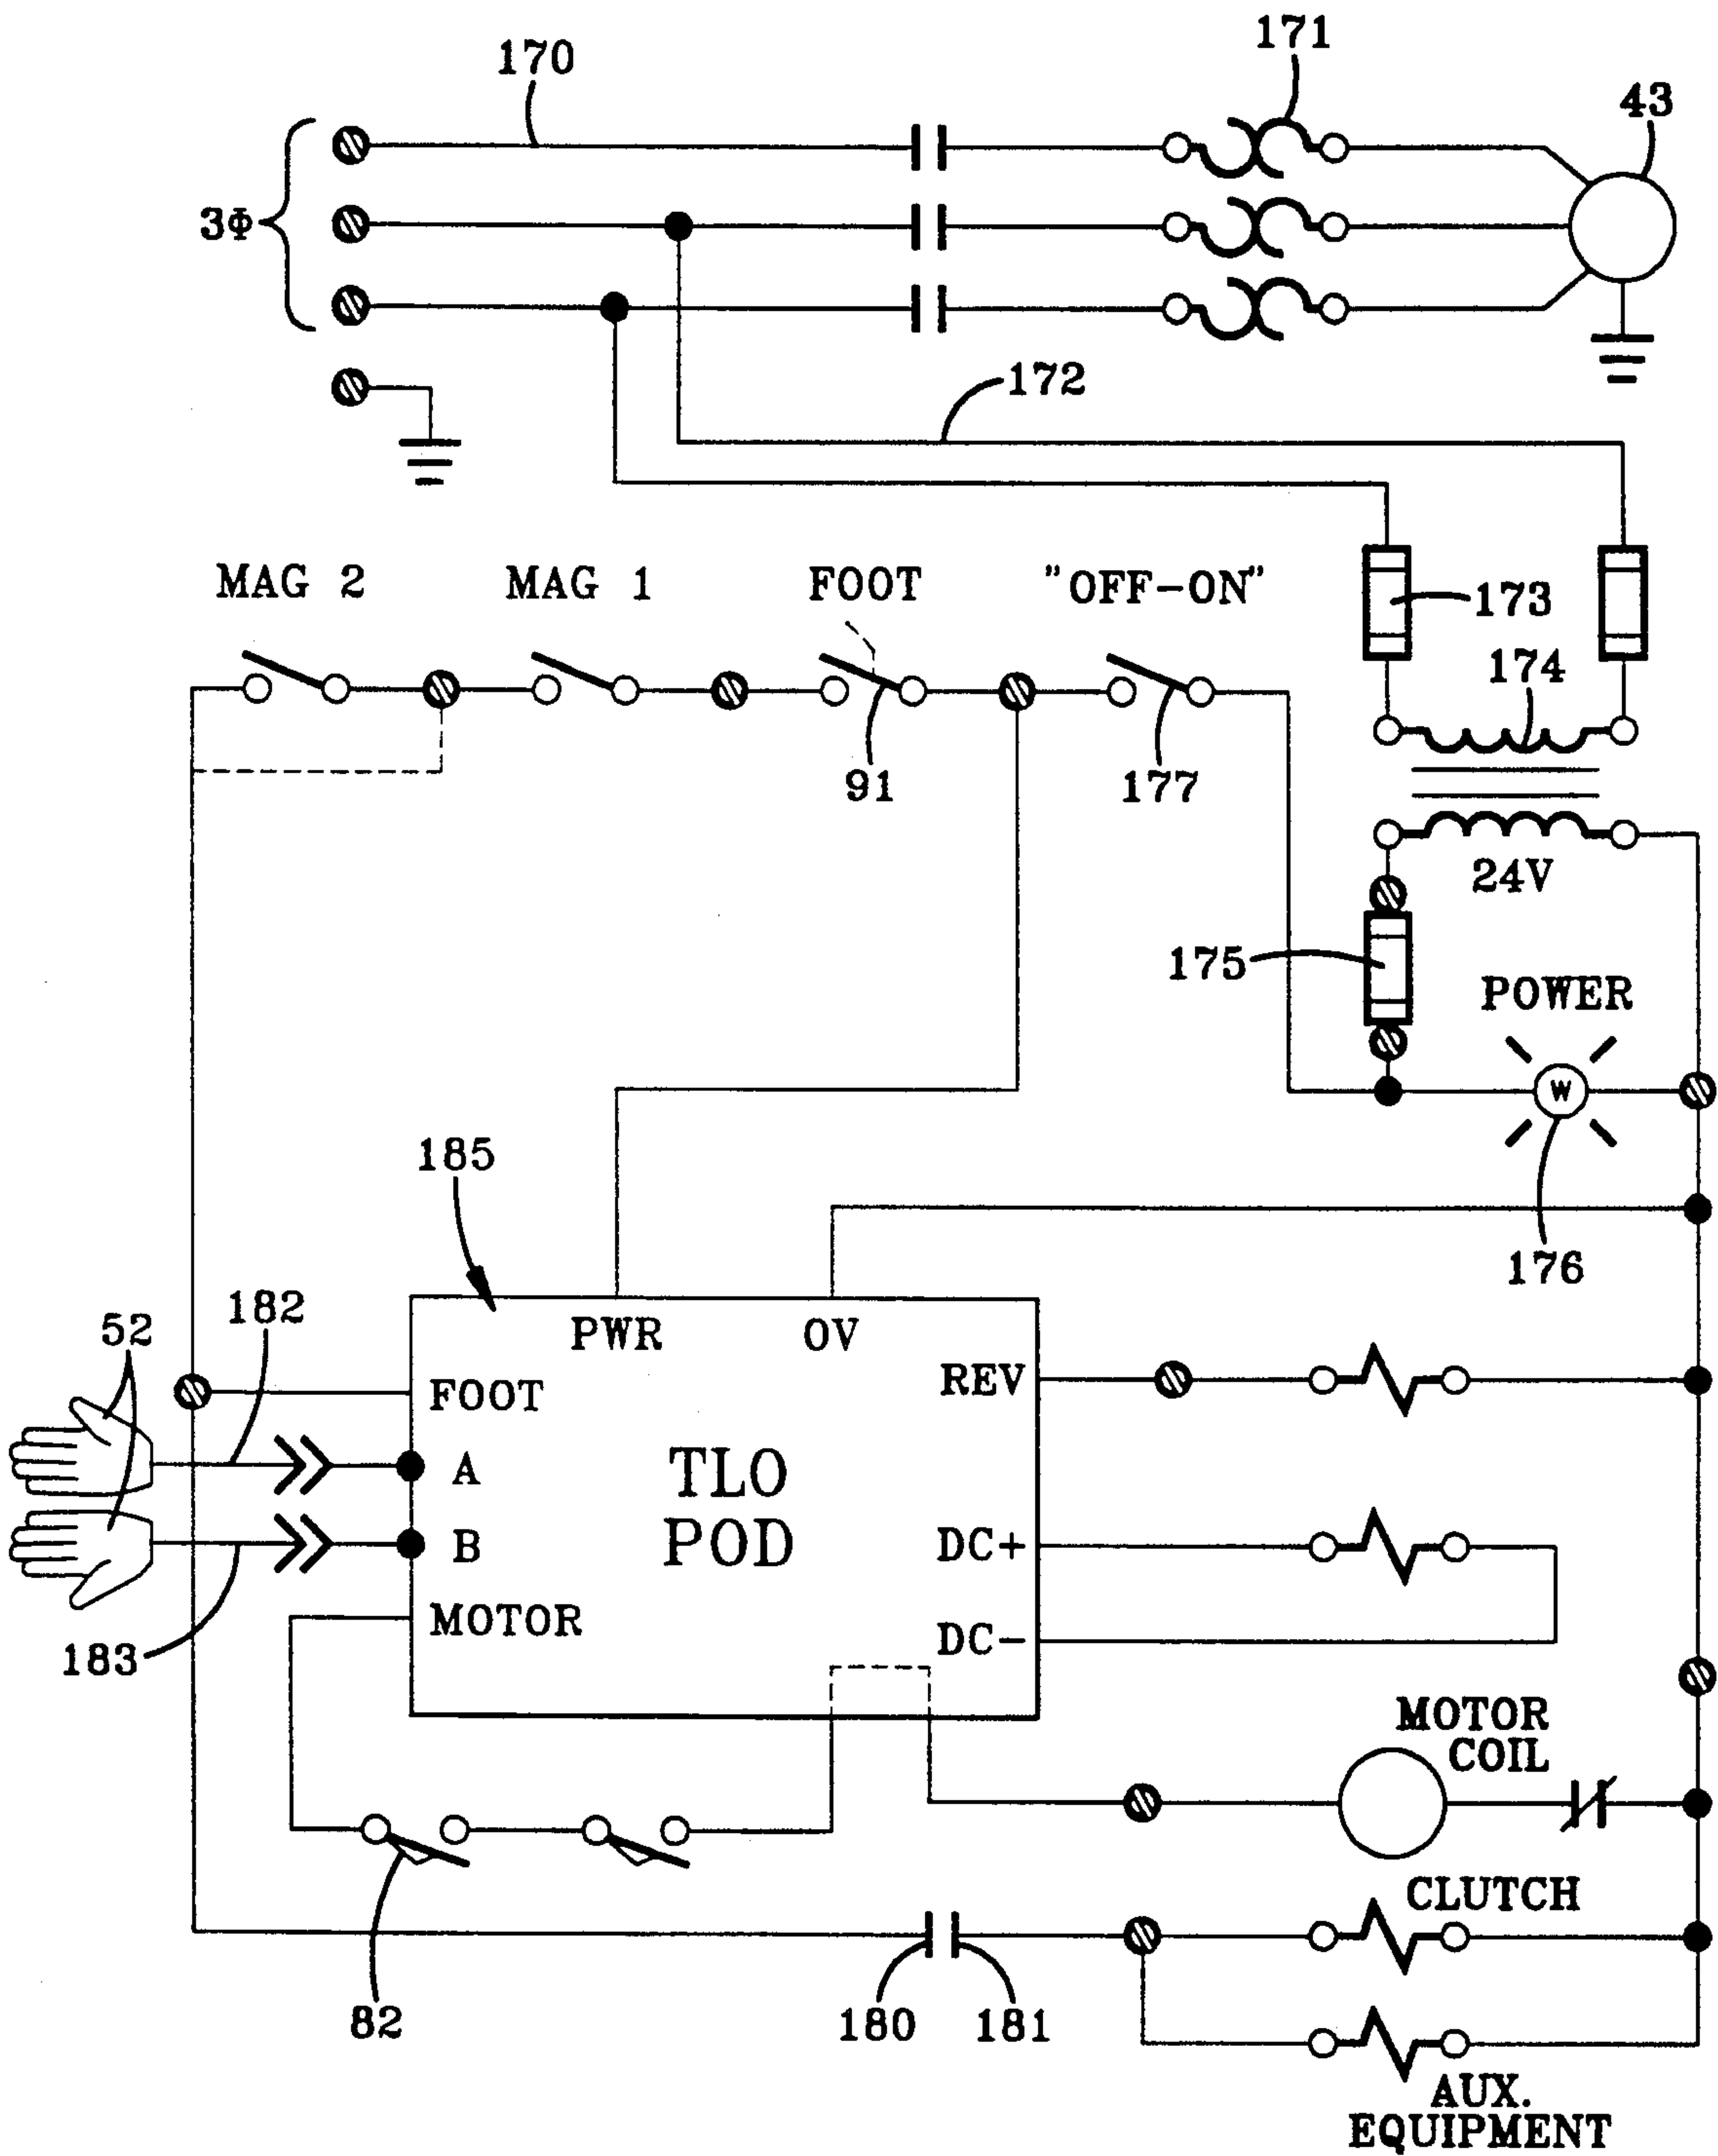 170
171
43
3Φ
172
MAG 2
MAG 1
FOOT
"OFF-ON"
173
174
91
177
24V
175
POWER
W
185
176
182
52
PWR
0V
FOOT
REV
A
TLO
POD
B
DC+
MOTOR
DC-
183
MOTOR
COIL
82
CLUTCH
180
181
AUX.
EQUIPMENT